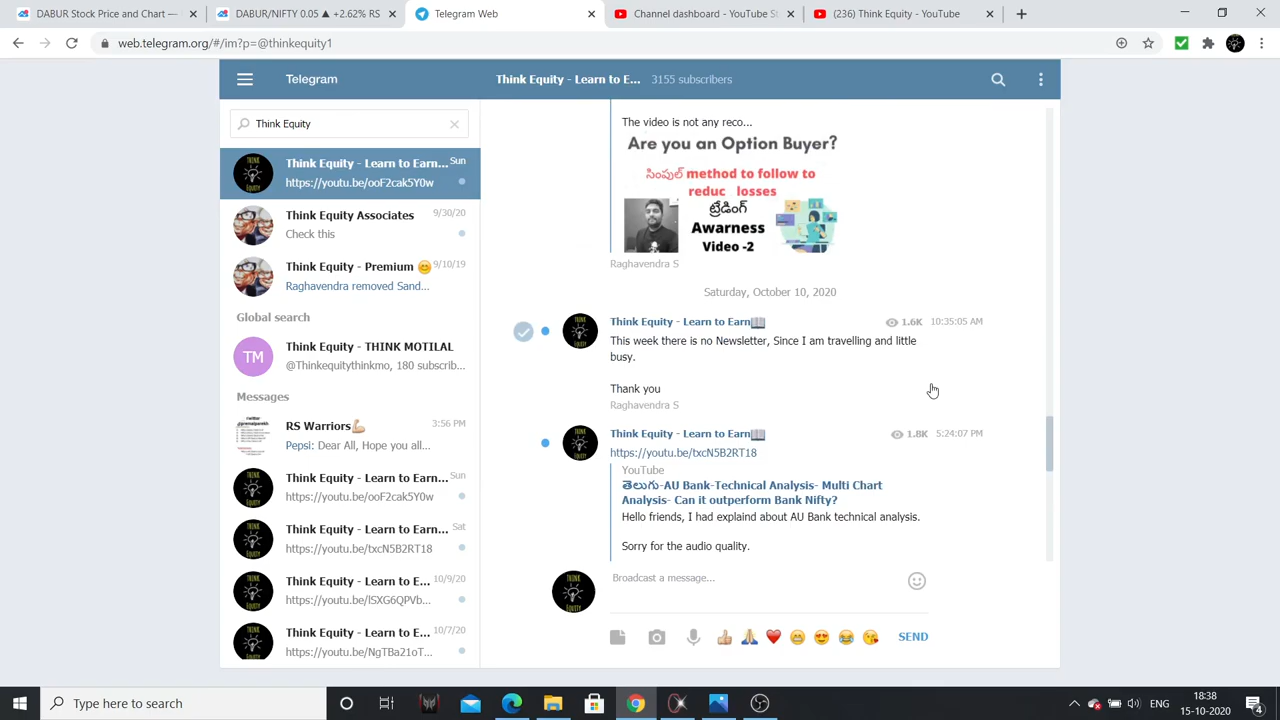 DABUR Stock Prices and Chart —
DABUR/NIFTY 0.05 ▲ +2.62% RS
Telegram Web
Channel dashboard - YouTube Stu
(236) Think Equity - YouTube
web.telegram.org/#/im?p=@thinkequity1
Telegram
Think Equity - Learn to E... 3155 subscribers
Think Equity
Think Equity - Learn to Earn... Sun
https://youtu.be/ooF2cak5Y0w
Think Equity Associates 9/30/20
Check this
Think Equity - Premium 😊 9/10/19
Raghavendra removed Sand...
Global search
TM
Think Equity - THINK MOTILAL
@Thinkequitythinkmo, 180 subscrib...
Messages
RS Warriors💪🏼 3:56 PM
Pepsi: Dear All, Hope you all...
Think Equity - Learn to Earn... Sun
https://youtu.be/ooF2cak5Y0w
Think Equity - Learn to Earn... Sat
https://youtu.be/txcN5B2RT18
Think Equity - Learn to E... 10/9/20
https://youtu.be/lSXG6QPVb...
Think Equity - Learn to E... 10/7/20
https://youtu.be/NgTBa21oT...
The video is not any reco...
Are you an Option Buyer?
సింపుల్ method to follow to
reduc losses
ట్రేడింగ్
Awarness
Video -2
Raghavendra S
Saturday, October 10, 2020
Think Equity - Learn to Earn📖 1.6K 10:35:05 AM
This week there is no Newsletter, Since I am travelling and little
busy.
Thank you
Raghavendra S
Think Equity - Learn to Earn📖 1.8K 5:24:07 PM
https://youtu.be/txcN5B2RT18
YouTube
తెలుగు-AU Bank-Technical Analysis- Multi Chart
Analysis- Can it outperform Bank Nifty?
Hello friends, I had explaind about AU Bank technical analysis.
Sorry for the audio quality.
Broadcast a message...
SEND
Type here to search
ENG
18:38
15-10-2020